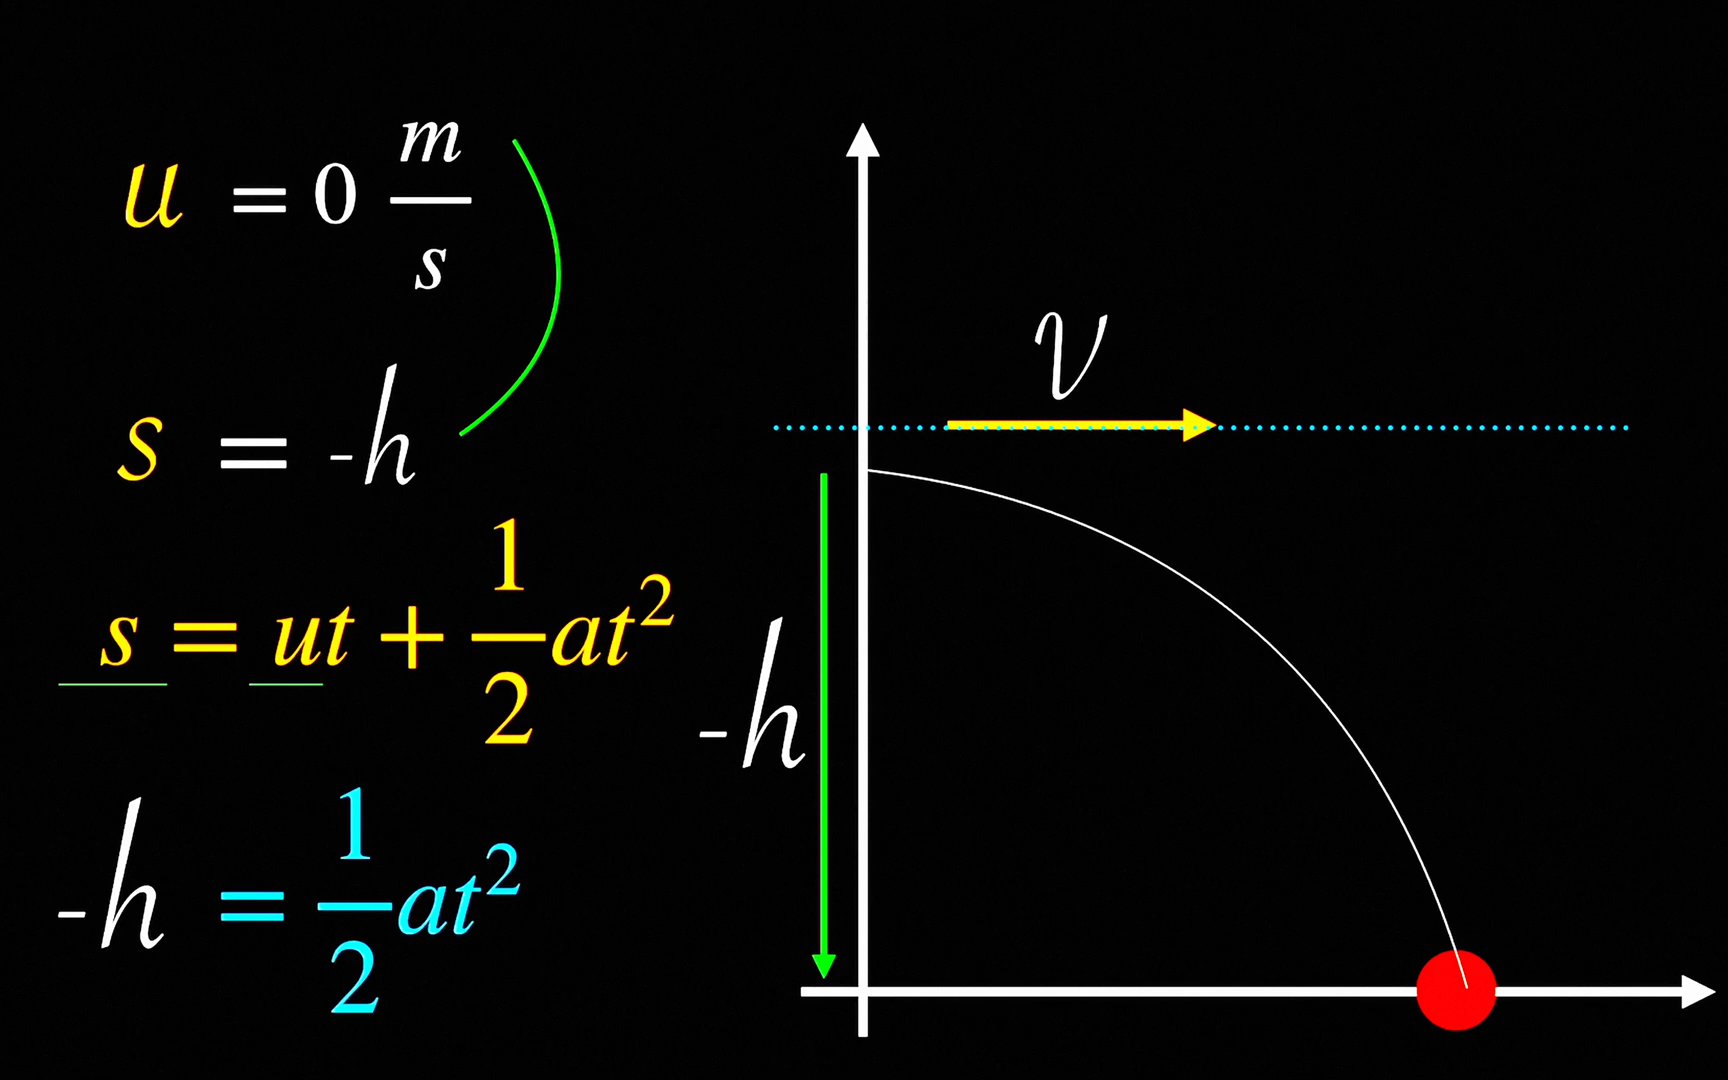 u = 0 m/s
s = -h
s = ut + 1/2 at²
-h = 1/2 at²
v
-h